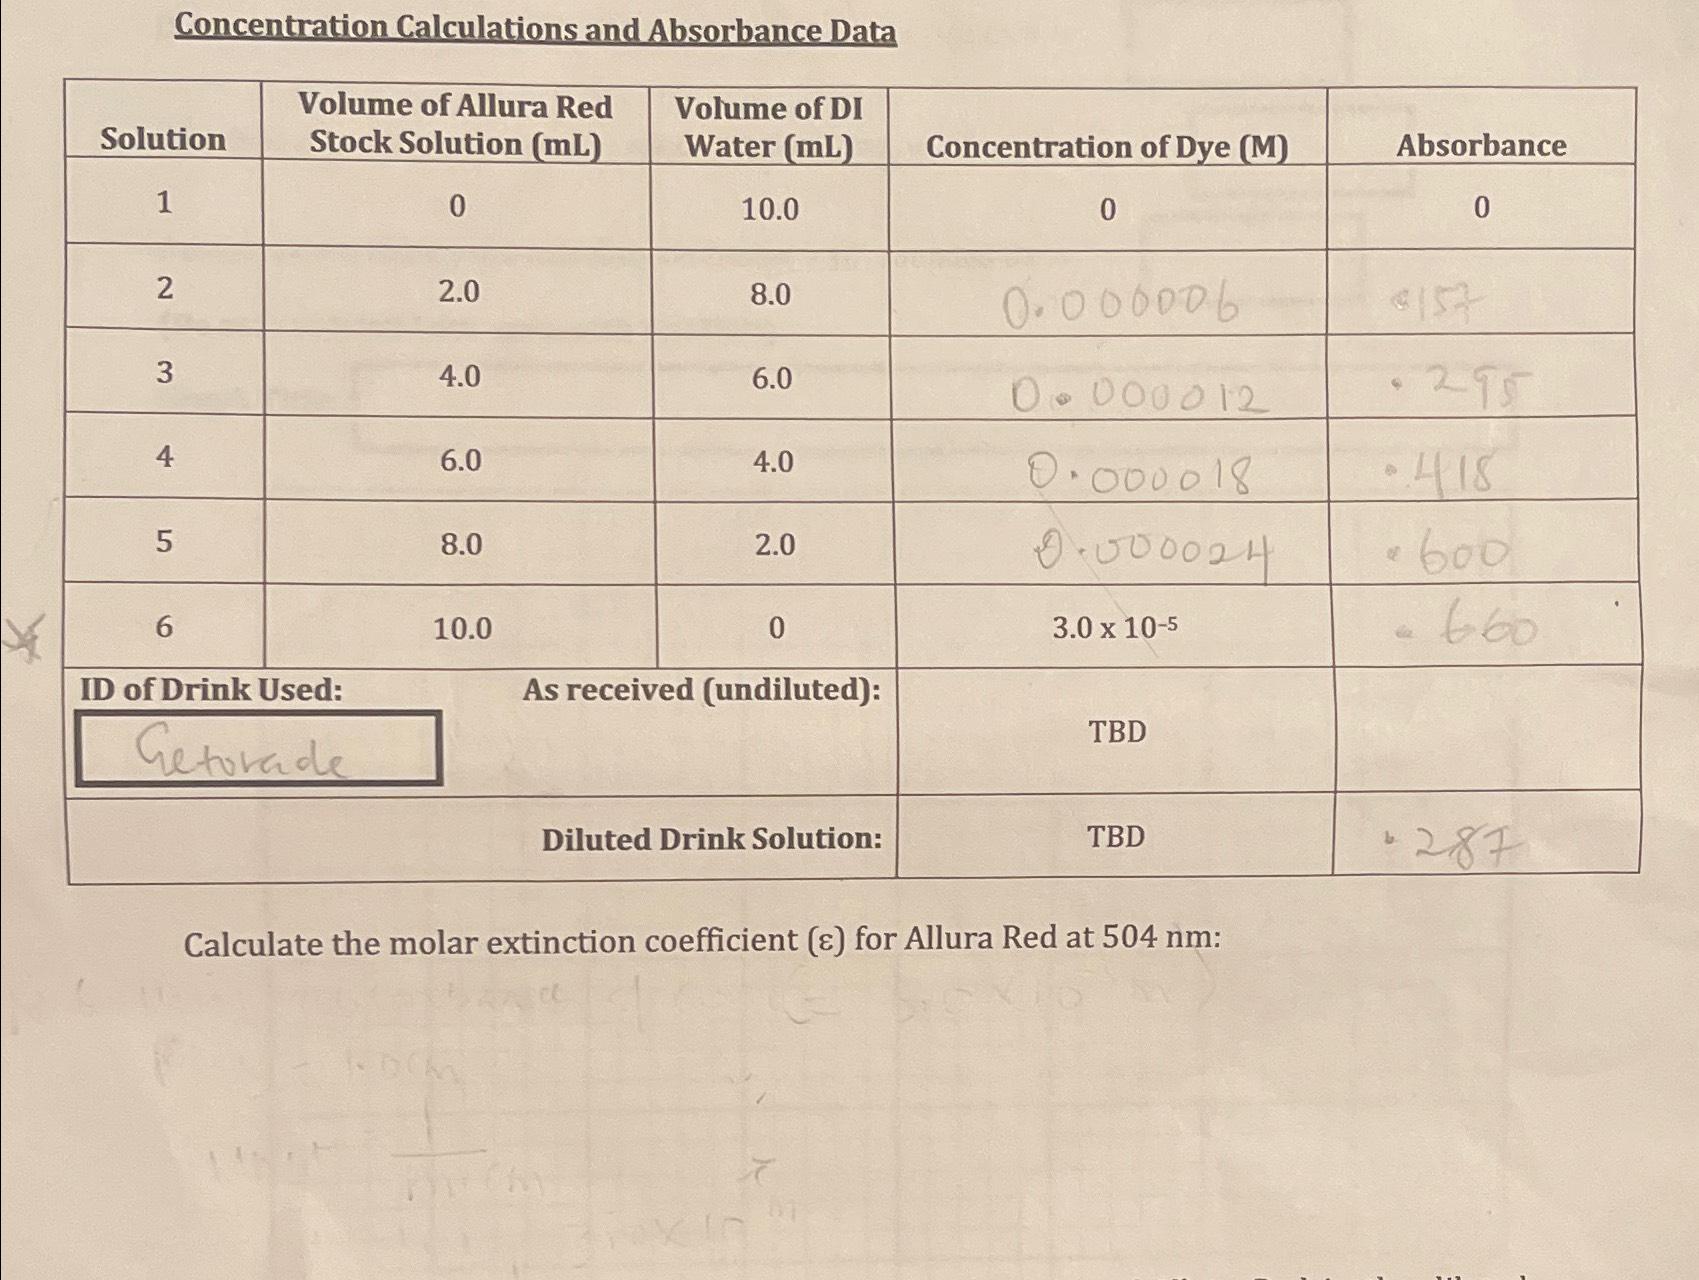 Concentration Calculations and Absorbance Data
Solution Volume of Allura Red Stock Solution (mL) Volume of DI Water (mL) Concentration of Dye (M) Absorbance
1 0 10.0 0 0
2 2.0 8.0 0.000006 .157
3 4.0 6.0 0.000012 .295
4 6.0 4.0 0.000018 .418
5 8.0 2.0 0.000024 .600
6 10.0 0 3.0 x 10-5 .660
ID of Drink Used: As received (undiluted):
Getorade TBD
Diluted Drink Solution: TBD .287
Calculate the molar extinction coefficient (ε) for Allura Red at 504 nm: